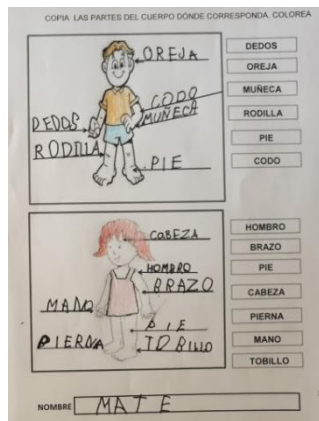 COPIA LAS PARTES DEL CUERPO DÓNDE CORRESPONDA. COLOREA
OREJA
CODO
MUÑECA
DEDOS
RODILLA
PIE
DEDOS
OREJA
MUÑECA
RODILLA
PIE
CODO
CABEZA
HOMBRO
BRAZO
MANO
PIERNA
PIE
TOBILLO
HOMBRO
BRAZO
PIE
CABEZA
PIERNA
MANO
TOBILLO
NOMBRE MATE